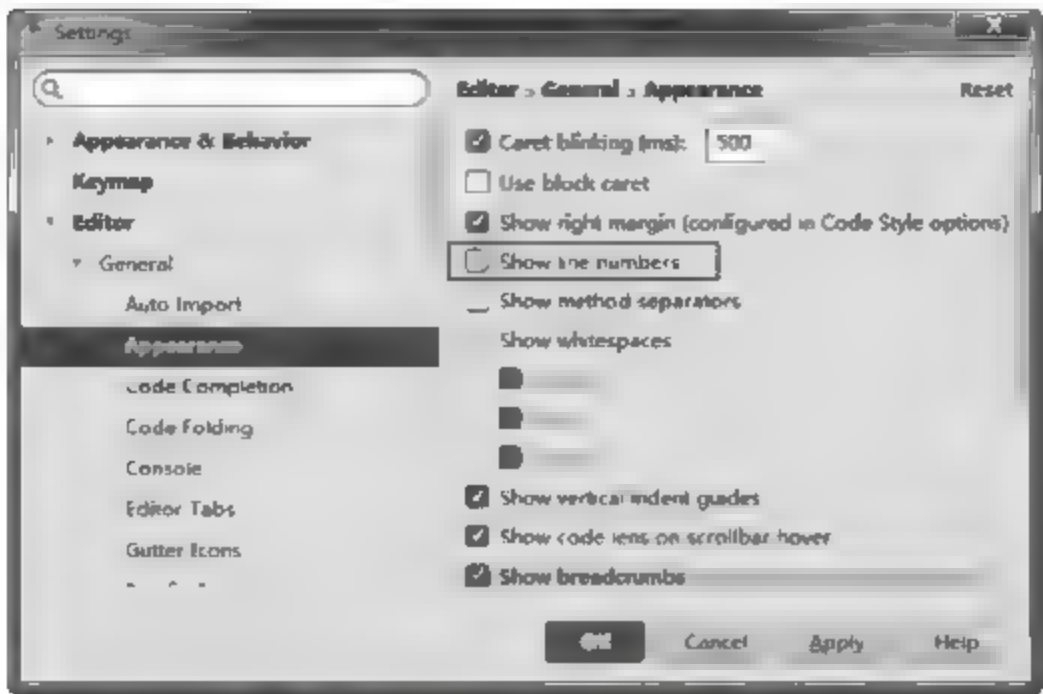 Settings
Editor › General › Appearance
Reset
Appearance & Behavior
Keymap
Editor
General
Auto Import
Appearance
Code Completion
Code Folding
Console
Editor Tabs
Gutter Icons
Caret blinking (ms): 500
Use block caret
Show right margin (configured in Code Style options)
Show line numbers
Show method separators
Show whitespaces
Show vertical indent guides
Show code lens on scrollbar hover
Show breadcrumbs
OK
Cancel
Apply
Help